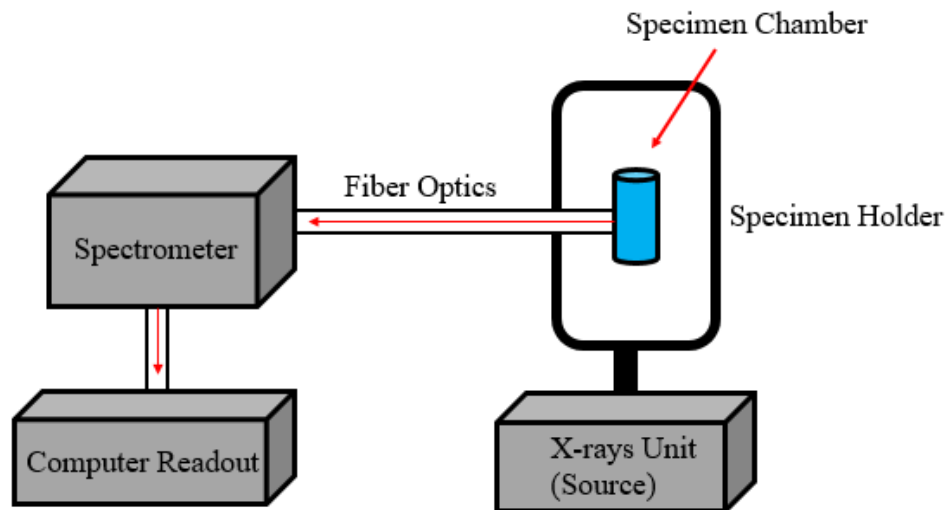 Specimen Chamber
Fiber Optics
Specimen Holder
Spectrometer
Computer Readout
X-rays Unit
(Source)